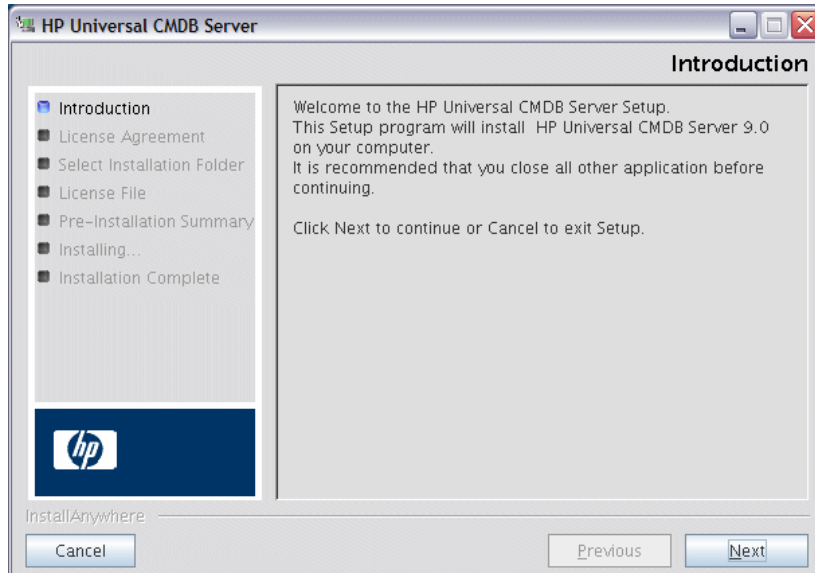 HP Universal CMDB Server
Introduction
Introduction
License Agreement
Select Installation Folder
License File
Pre-Installation Summary
Installing...
Installation Complete
Welcome to the HP Universal CMDB Server Setup.
This Setup program will install HP Universal CMDB Server 9.0
on your computer.
It is recommended that you close all other application before
continuing.
Click Next to continue or Cancel to exit Setup.
hp
InstallAnywhere
Cancel
Previous
Next